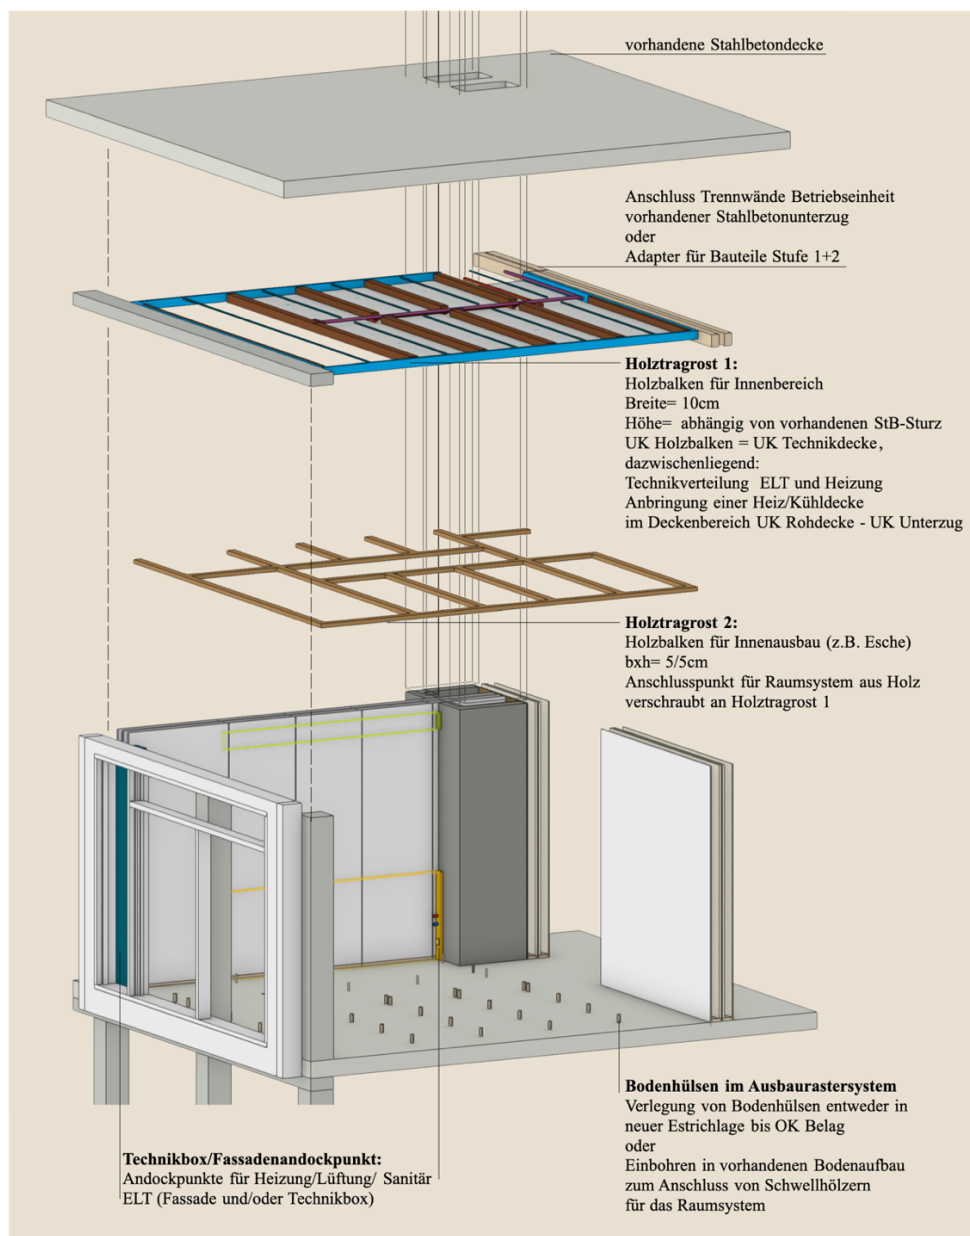 vorhandene Stahlbetondecke
Anschluss Trennwände Betriebseinheit
vorhandener Stahlbetonunterzug
oder
Adapter für Bauteile Stufe 1+2
Holztragrost 1:
Holzbalken für Innenbereich
Breite= 10cm
Höhe= abhängig von vorhandenen StB-Sturz
UK Holzbalken = UK Technikdecke,
dazwischenliegend:
Technikverteilung ELT und Heizung
Anbringung einer Heiz/Kühldecke
im Deckenbereich UK Rohdecke - UK Unterzug
Holztragrost 2:
Holzbalken für Innenausbau (z.B. Esche)
bxh= 5/5cm
Anschlusspunkt für Raumsystem aus Holz
verschraubt an Holztragrost 1
Bodenhülsen im Ausbaurastersystem
Verlegung von Bodenhülsen entweder in
neuer Estrichlage bis OK Belag
oder
Einbohren in vorhandenen Bodenaufbau
zum Anschluss von Schwellhölzern
für das Raumsystem
Technikbox/Fassadenandockpunkt:
Andockpunkte für Heizung/Lüftung/ Sanitär
ELT (Fassade und/oder Technikbox)